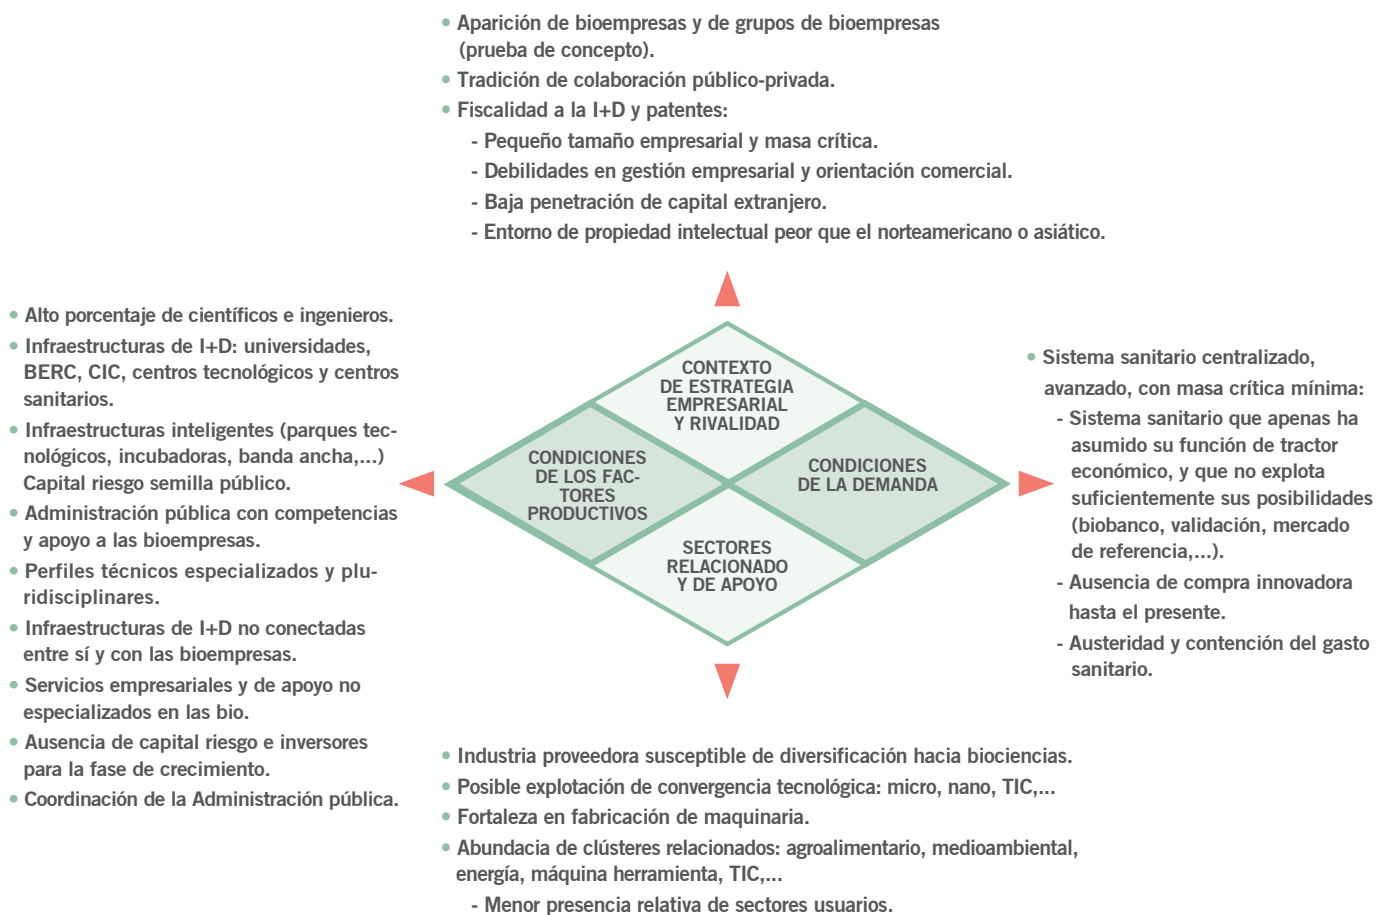 • Aparición de bioempresas y de grupos de bioempresas
(prueba de concepto).
• Tradición de colaboración público-privada.
• Fiscalidad a la I+D y patentes:
- Pequeño tamaño empresarial y masa crítica.
- Debilidades en gestión empresarial y orientación comercial.
- Baja penetración de capital extranjero.
- Entorno de propiedad intelectual peor que el norteamericano o asiático.
• Alto porcentaje de científicos e ingenieros.
• Infraestructuras de I+D: universidades,
BERC, CIC, centros tecnológicos y centros
sanitarios.
• Infraestructuras inteligentes (parques tec-
nológicos, incubadoras, banda ancha,...)
Capital riesgo semilla público.
• Administración pública con competencias
y apoyo a las bioempresas.
• Perfiles técnicos especializados y plu-
ridisciplinares.
• Infraestructuras de I+D no conectadas
entre sí y con las bioempresas.
• Servicios empresariales y de apoyo no
especializados en las bio.
• Ausencia de capital riesgo e inversores
para la fase de crecimiento.
• Coordinación de la Administración pública.
CONTEXTO
DE ESTRATEGIA
EMPRESARIAL
Y RIVALIDAD
CONDICIONES
DE LOS FAC-
TORES
PRODUCTIVOS
CONDICIONES
DE LA DEMANDA
SECTORES
RELACIONADO
Y DE APOYO
• Sistema sanitario centralizado,
avanzado, con masa crítica mínima:
- Sistema sanitario que apenas ha
asumido su función de tractor
económico, y que no explota
suficientemente sus posibilidades
(biobanco, validación, mercado
de referencia,...).
- Ausencia de compra innovadora
hasta el presente.
- Austeridad y contención del gasto
sanitario.
• Industria proveedora susceptible de diversificación hacia biociencias.
• Posible explotación de convergencia tecnológica: micro, nano, TIC,...
• Fortaleza en fabricación de maquinaria.
• Abundacia de clústeres relacionados: agroalimentario, medioambiental,
energía, máquina herramienta, TIC,...
- Menor presencia relativa de sectores usuarios.